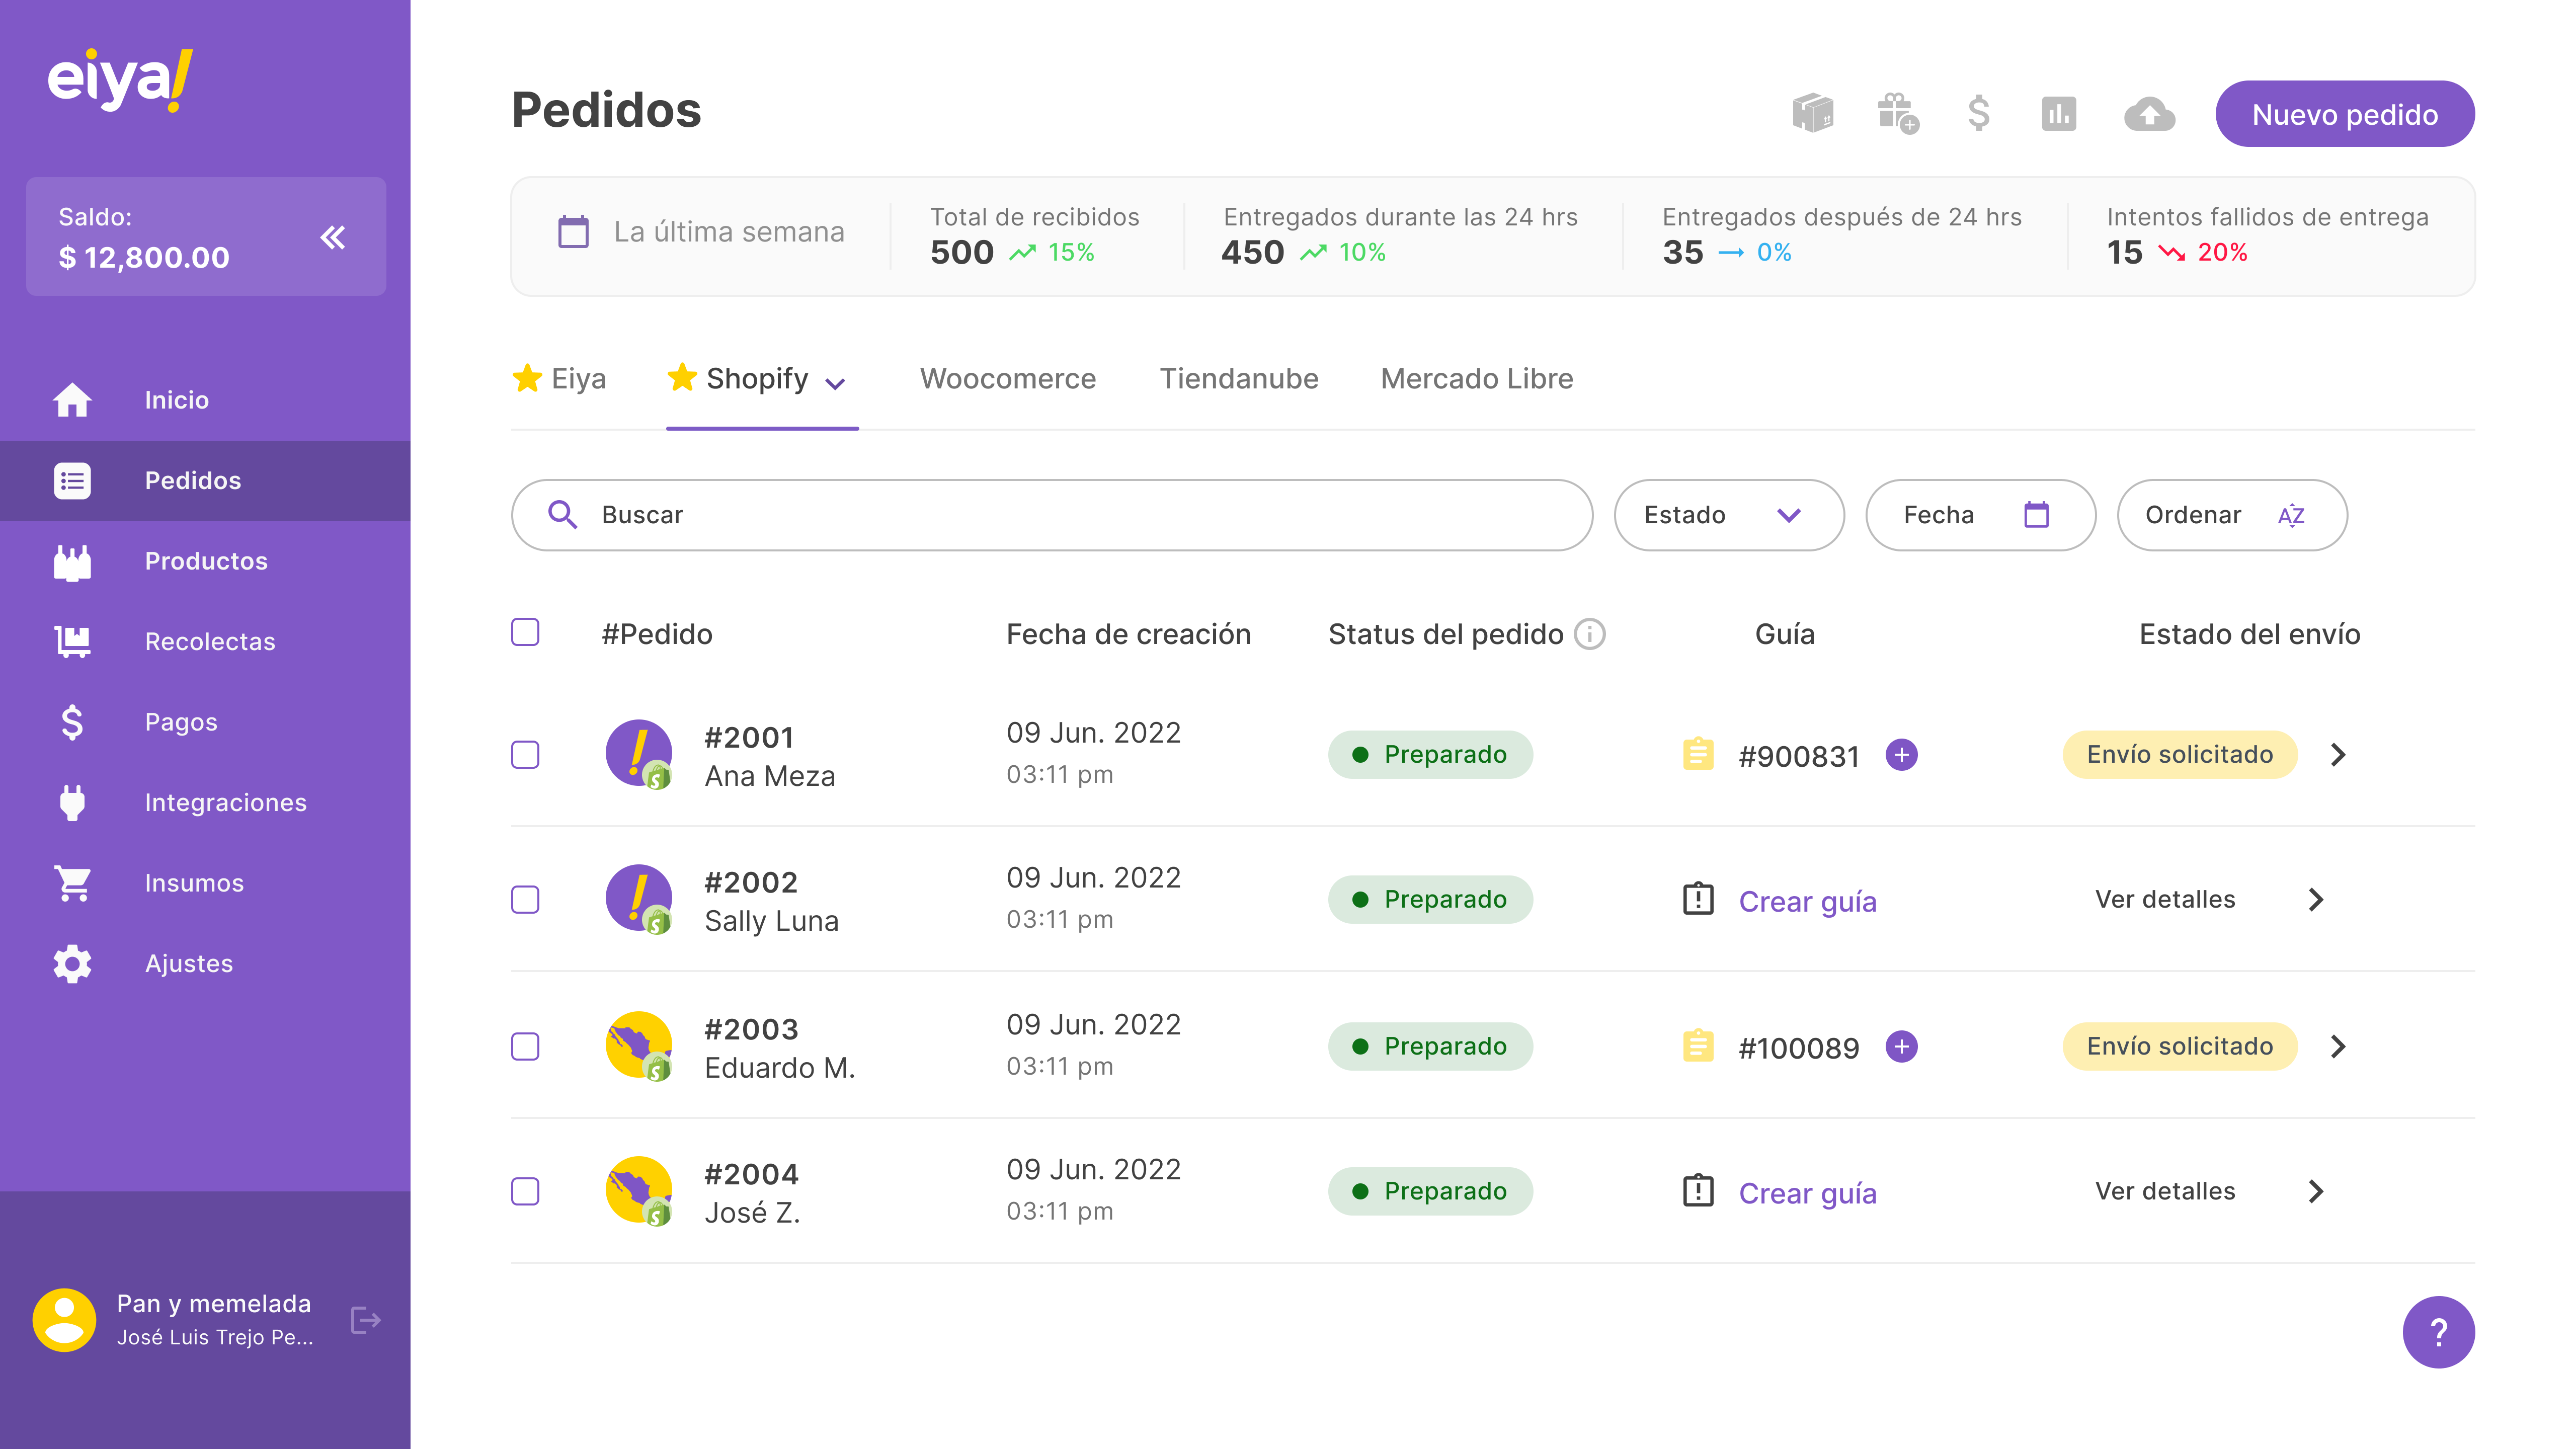 eiya!
Saldo:
$ 12,800.00
Inicio
Pedidos
Productos
Recolectas
Pagos
Integraciones
Insumos
Ajustes
Pan y memelada
José Luis Trejo Pe...
Pedidos
Nuevo pedido
La última semana
Total de recibidos
500 15%
Entregados durante las 24 hrs
450 10%
Entregados después de 24 hrs
35 0%
Intentos fallidos de entrega
15 20%
Eiya Shopify Woocomerce Tiendanube Mercado Libre
Buscar Estado Fecha Ordenar AZ
#Pedido Fecha de creación Status del pedido Guía Estado del envío
#2001
Ana Meza
09 Jun. 2022
03:11 pm
Preparado
#900831
Envío solicitado
#2002
Sally Luna
09 Jun. 2022
03:11 pm
Preparado
Crear guía
Ver detalles
#2003
Eduardo M.
09 Jun. 2022
03:11 pm
Preparado
#100089
Envío solicitado
#2004
José Z.
09 Jun. 2022
03:11 pm
Preparado
Crear guía
Ver detalles
?